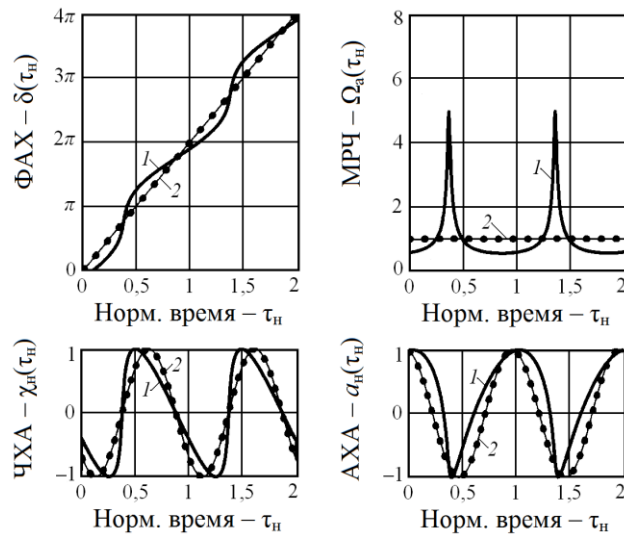 ФАХ – δ(τн)
4π
3π
2π
π
0
1
2
0 0,5 1 1,5 2
Норм. время – τн
МРЧ – Ωa(τн)
8
6
4
2
1
0
1
2
0 0,5 1 1,5 2
Норм. время – τн
ЧХА – χн(τн)
1
0
–1
2
1
0 0,5 1 1,5 2
Норм. время – τн
АХА – aн(τн)
1
0
–1
1
2
0 0,5 1 1,5 2
Норм. время – τн